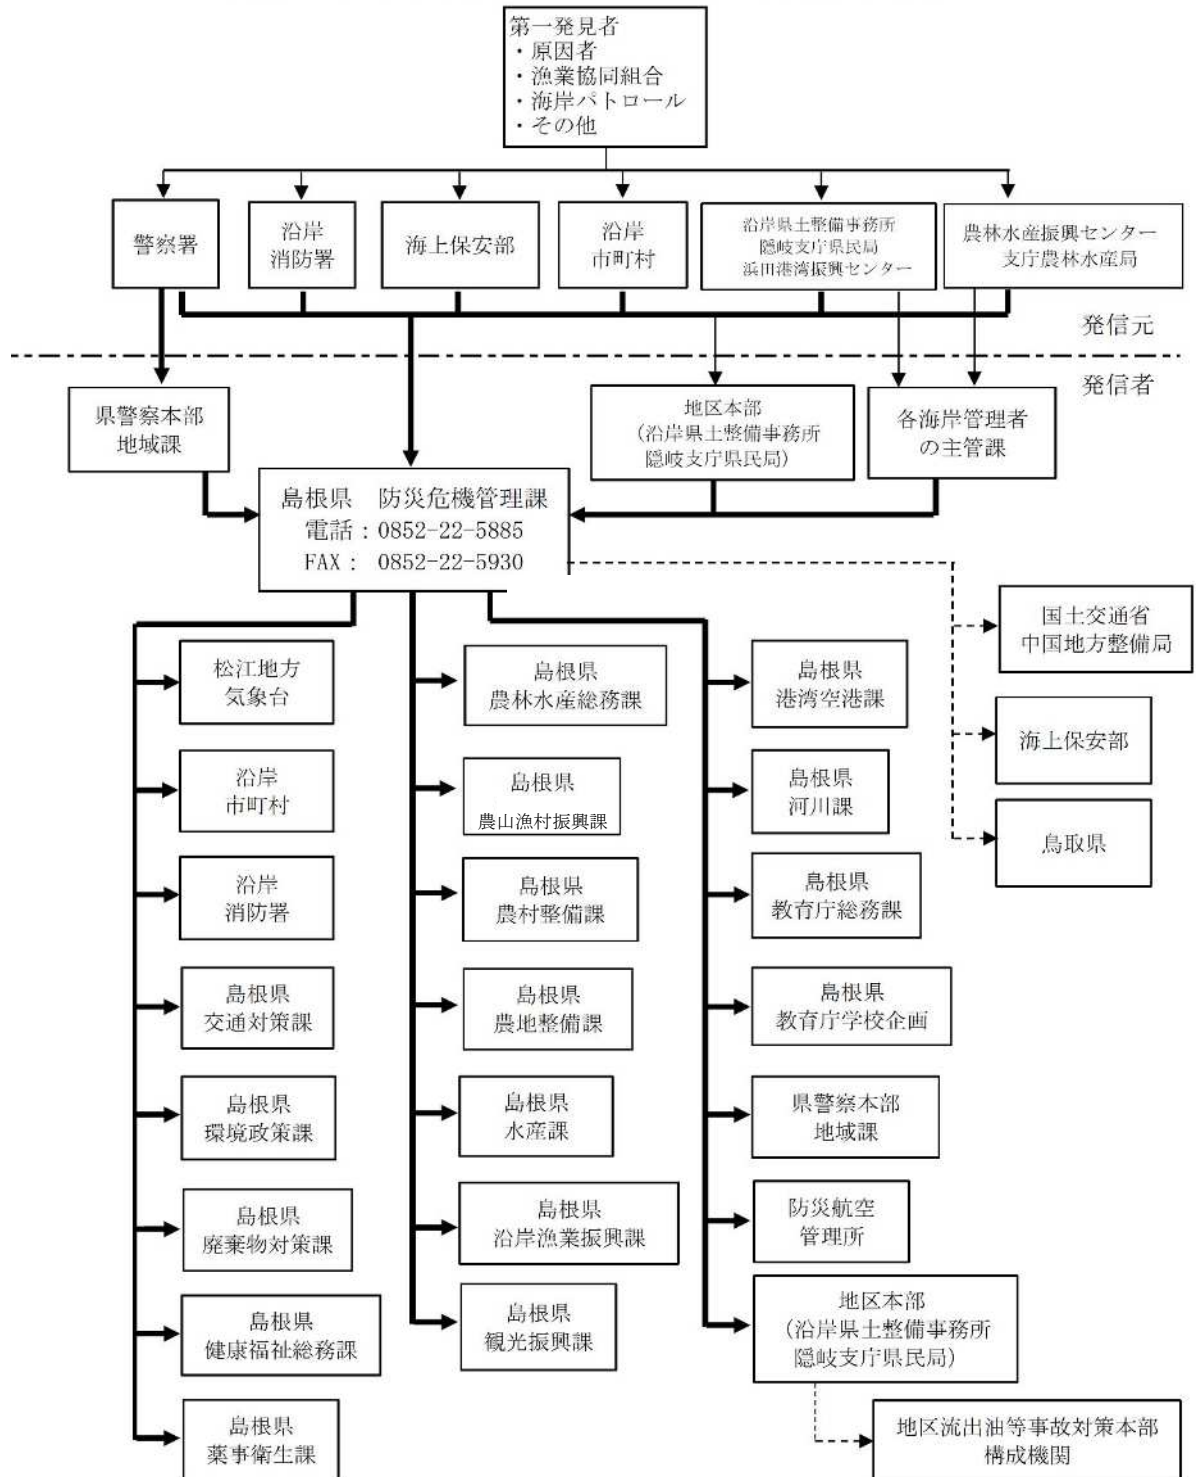 第一発見者
・原因者
・漁業協同組合
・海岸パトロール
・その他
警察署
沿岸
消防署
海上保安部
沿岸
市町村
沿岸県土整備事務所
隠岐支庁県民局
浜田港湾振興センター
農林水産振興センター
支庁農林水産局
発信元
発信者
県警察本部
地域課
地区本部
（沿岸県土整備事務所
隠岐支庁県民局）
各海岸管理者
の主管課
島根県　防災危機管理課
電話：0852-22-5885
FAX： 0852-22-5930
国土交通省
中国地方整備局
海上保安部
鳥取県
松江地方
気象台
沿岸
市町村
沿岸
消防署
島根県
交通対策課
島根県
環境政策課
島根県
廃棄物対策課
島根県
健康福祉総務課
島根県
薬事衛生課
島根県
農林水産総務課
島根県
農山漁村振興課
島根県
農村整備課
島根県
農地整備課
島根県
水産課
島根県
沿岸漁業振興課
島根県
観光振興課
島根県
港湾空港課
島根県
河川課
島根県
教育庁総務課
島根県
教育庁学校企画
県警察本部
地域課
防災航空
管理所
地区本部
（沿岸県土整備事務所
隠岐支庁県民局）
地区流出油等事故対策本部
構成機関